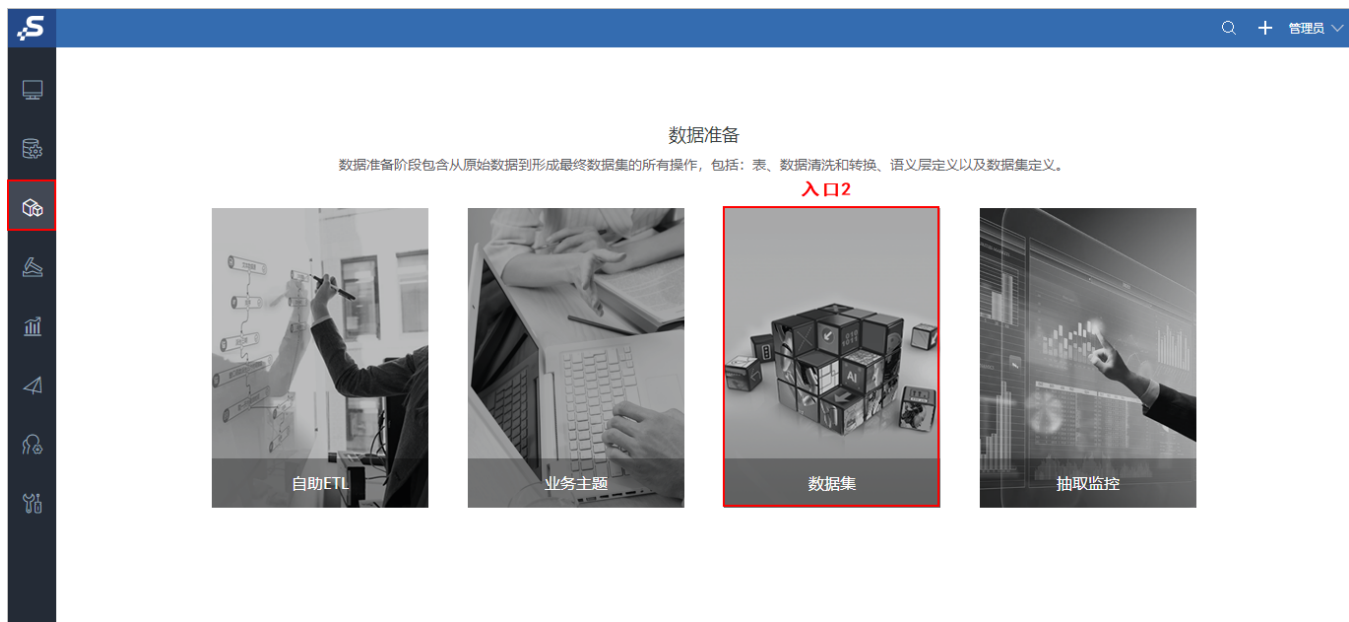 管理员
数据准备
数据准备阶段包含从原始数据到形成最终数据集的所有操作，包括：表、数据清洗和转换、语义层定义以及数据集定义。
入口2
自助ETL
业务主题
数据集
抽取监控
AI